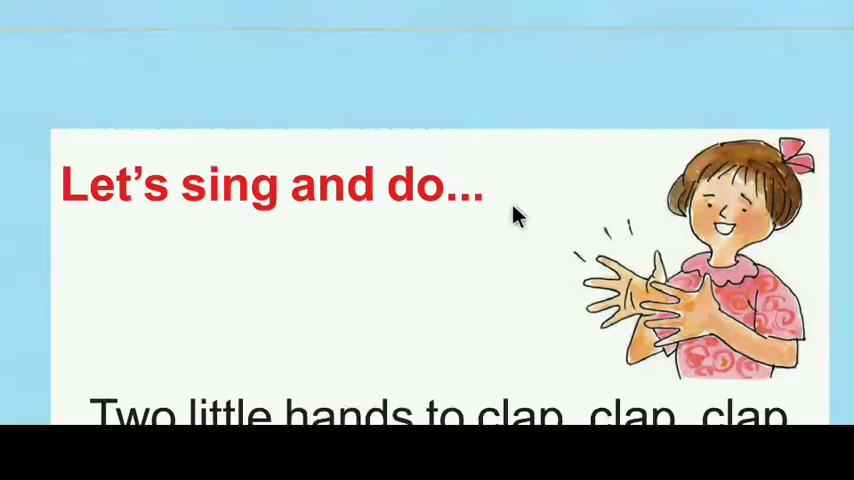 Let's sing and do...
Two little hands to clap, clap, clap